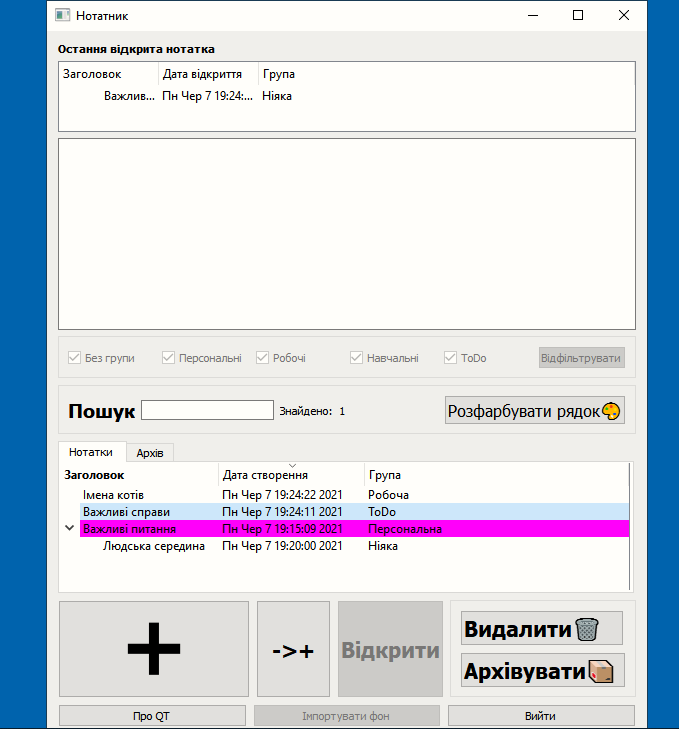 Нотатник
Остання відкрита нотатка
Заголовок Дата відкриття Група
Важлив... Пн Чер 7 19:24:... Ніяка
Без групи Персональні Робочі Навчальні ToDo Відфільтрувати
Пошук Знайдено: 1 Розфарбувати рядок
Нотатки Архів
Заголовок Дата створення Група
Імена котів Пн Чер 7 19:24:22 2021 Робоча
Важливі справи Пн Чер 7 19:24:11 2021 ToDo
Важливі питання Пн Чер 7 19:15:09 2021 Персональна
Людська середина Пн Чер 7 19:20:00 2021 Ніяка
+ ->+ Відкрити Видалити
Архівувати
Про QT Імпортувати фон Вийти